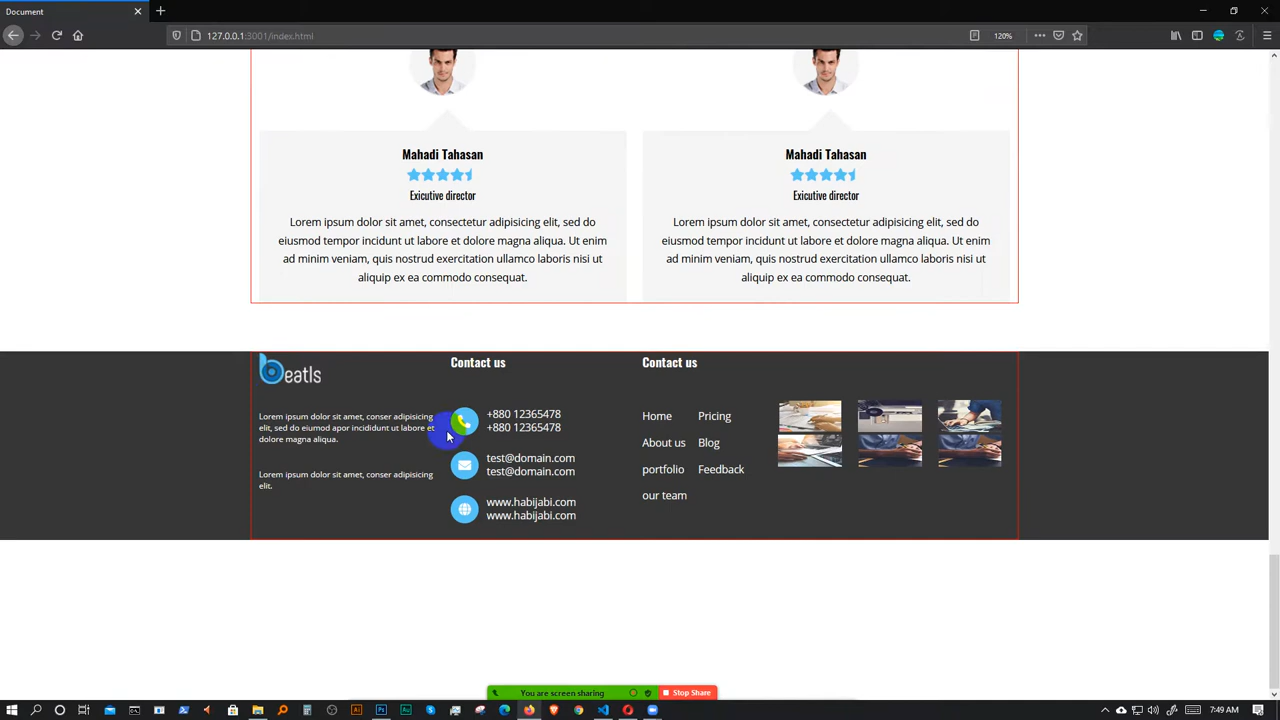 Document
127.0.0.1:3001/index.html
120%
Mahadi Tahasan
Exicutive director
Lorem ipsum dolor sit amet, consectetur adipisicing elit, sed do
eiusmod tempor incidunt ut labore et dolore magna aliqua. Ut enim
ad minim veniam, quis nostrud exercitation ullamco laboris nisi ut
aliquip ex ea commodo consequat.
Mahadi Tahasan
Exicutive director
Lorem ipsum dolor sit amet, consectetur adipisicing elit, sed do
eiusmod tempor incidunt ut labore et dolore magna aliqua. Ut enim
ad minim veniam, quis nostrud exercitation ullamco laboris nisi ut
aliquip ex ea commodo consequat.
beatls
Lorem ipsum dolor sit amet, conser adipisicing
elit, sed do eiumod apor incididunt ut labore et
dolore magna aliqua.
Lorem ipsum dolor sit amet, conser adipisicing
elit.
Contact us
+880 12365478
+880 12365478
test@domain.com
test@domain.com
www.habijabi.com
www.habijabi.com
Contact us
Home
About us
portfolio
our team
Pricing
Blog
Feedback
You are screen sharing
Stop Share
7:49 AM